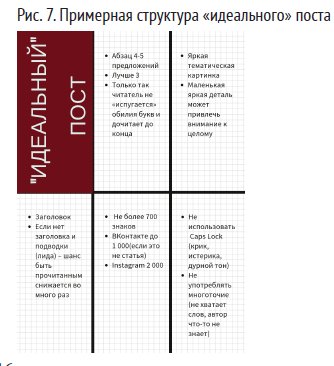 Рис. 7. Примерная структура «идеального» поста
"ИДЕАЛЬНЫЙ"
ПОСТ
• Абзац 4-5
предложений
• Лучше 3
• Только так
читатель не
«испугается»
обилия букв и
дочитает до
конца
• Яркая
тематическая
картинка
• Маленькая
яркая деталь
может
привлечь
внимание к
целому
• Заголовок
• Если нет
заголовка и
подводки
(лида) – шанс
быть
прочитанным
снижается во
много раз
• Не более 700
знаков
• ВКонтакте до
1 000(если это
не статья)
• Instagram 2 000
• Не
использовать
Caps Lock
(крик,
истерика,
дурной тон)
• Не
употреблять
многоточие
(не хватает
слов, автор
что-то не
знает)